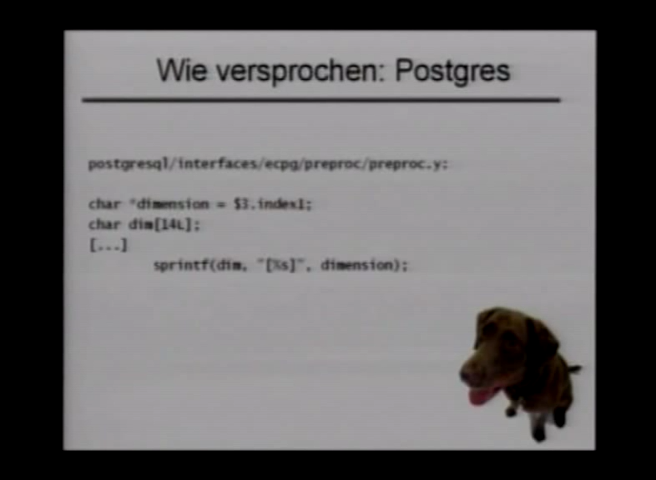 Wie versprochen: Postgres
postgresql/interfaces/ecpg/preproc/preproc.y:
char *dimension = $3.index1;
char dim[14L];
[...]
sprintf(dim, "[%s]", dimension);